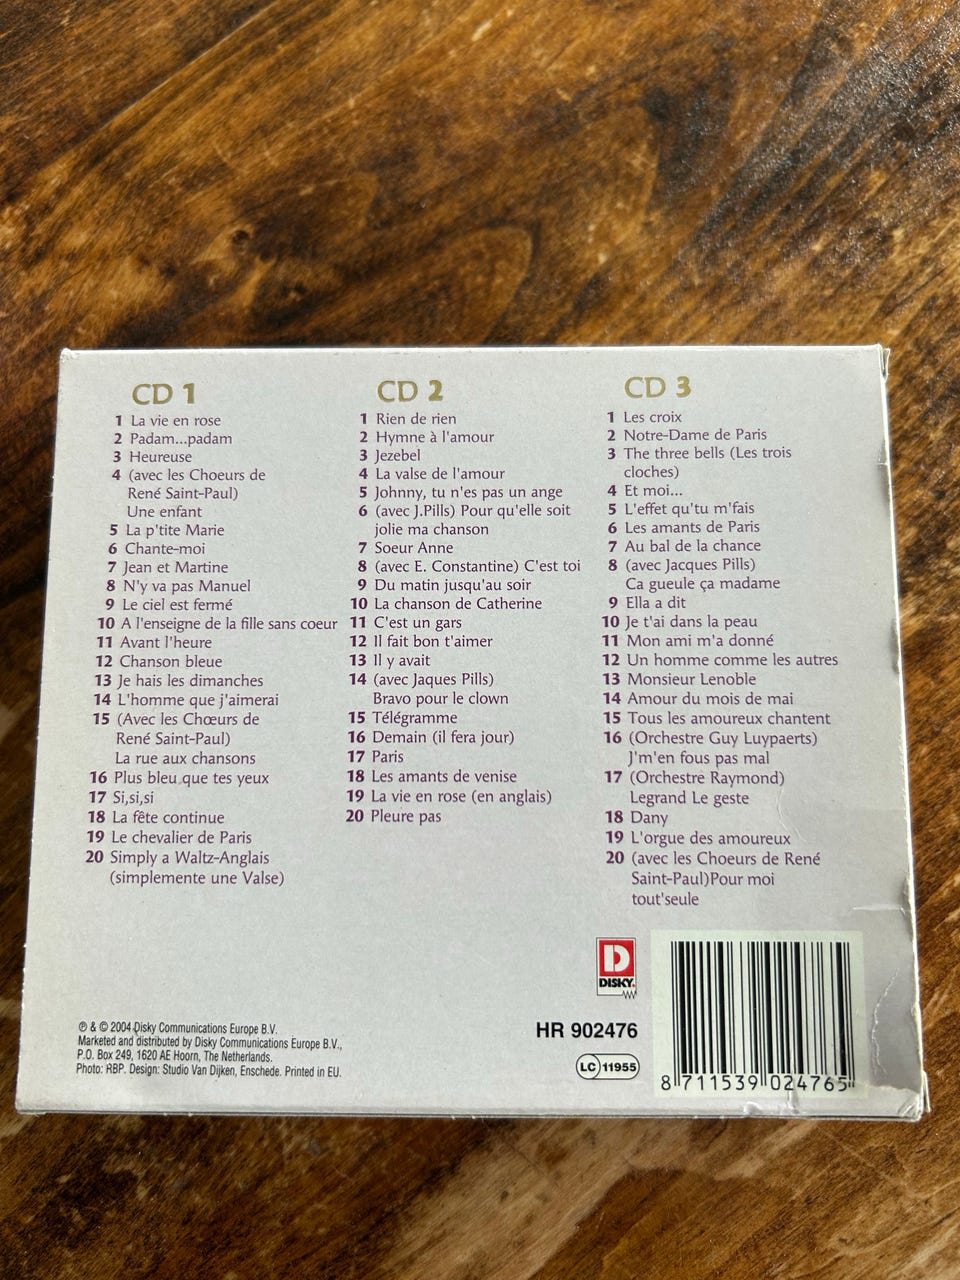 CD 1
1 La vie en rose
2 Padam...padam
3 Heureuse
4 (avec les Choeurs de
René Saint-Paul)
Une enfant
5 La p'tite Marie
6 Chante-moi
7 Jean et Martine
8 N'y va pas Manuel
9 Le ciel est fermé
10 A l'enseigne de la fille sans coeur
11 Avant l'heure
12 Chanson bleue
13 Je hais les dimanches
14 L'homme que j'aimerai
15 (Avec les Chœurs de
René Saint-Paul)
La rue aux chansons
16 Plus bleu que tes yeux
17 Si,si,si
18 La fête continue
19 Le chevalier de Paris
20 Simply a Waltz-Anglais
(simplemente une Valse)
CD 2
1 Rien de rien
2 Hymne à l'amour
3 Jezebel
4 La valse de l'amour
5 Johnny, tu n'es pas un ange
6 (avec J.Pills) Pour qu'elle soit
jolie ma chanson
7 Soeur Anne
8 (avec E. Constantine) C'est toi
9 Du matin jusqu'au soir
10 La chanson de Catherine
11 C'est un gars
12 Il fait bon t'aimer
13 Il y avait
14 (avec Jaques Pills)
Bravo pour le clown
15 Télégramme
16 Demain (il fera jour)
17 Paris
18 Les amants de venise
19 La vie en rose (en anglais)
20 Pleure pas
CD 3
1 Les croix
2 Notre-Dame de Paris
3 The three bells (Les trois
cloches)
4 Et moi...
5 L'effet qu'tu m'fais
6 Les amants de Paris
7 Au bal de la chance
8 (avec Jacques Pills)
Ca gueule ça madame
9 Ella a dit
10 Je t'ai dans la peau
11 Mon ami m'a donné
12 Un homme comme les autres
13 Monsieur Lenoble
14 Amour du mois de mai
15 Tous les amoureux chantent
16 (Orchestre Guy Luypaerts)
J'm'en fous pas mal
17 (Orchestre Raymond)
Legrand Le geste
18 Dany
19 L'orgue des amoureux
20 (avec les Choeurs de René
Saint-Paul)Pour moi
tout'seule
D
DISKY.
℗ & © 2004 Disky Communications Europe B.V.
Marketed and distributed by Disky Communications Europe B.V.,
P.O. Box 249, 1620 AE Hoorn, The Netherlands.
Photo: RBP. Design: Studio Van Dijken, Enschede. Printed in EU.
HR 902476
LC 11955
8 711539 024765